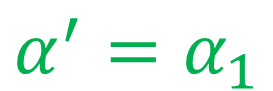 α′ = α₁